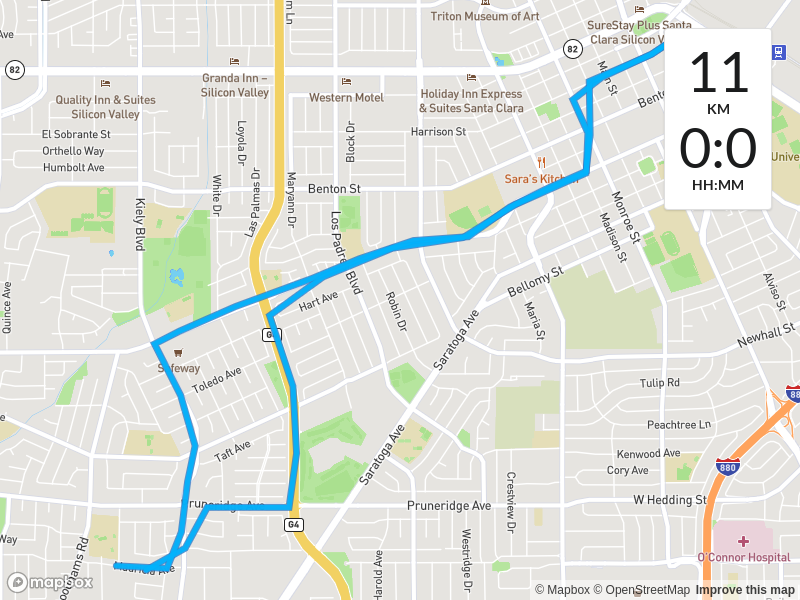 Triton Museum of Art
SureStay Plus Santa
Clara Silicon V
82
82
Granda Inn –
Silicon Valley
Quality Inn & Suites
Silicon Valley
Western Motel
Holiday Inn Express
& Suites Santa Clara
Main St
El Sobrante St
Orthello Way
Humbolt Ave
Loyola Dr
Block Dr
Harrison St
11
KM
0:0
HH:MM
Sara's Kitchen
White Dr
Las Palmas Dr
Maryann Dr
Benton St
Kiely Blvd
Los Padres Blvd
Monroe St
Madison St
Quince Ave
Hart Ave
Robin Dr
Bellomy St
Maria St
Alviso St
Newhall St
Saratoga Ave
Safeway
Toledo Ave
Tulip Rd
Peachtree Ln
Taft Ave
Saratoga Ave
Kenwood Ave
Cory Ave
880
Pruneridge Ave
Pruneridge Ave
Crestview Dr
W Hedding St
G4
Way
Harold Ave
Westridge Dr
O'Connor Hospital
Mauricia Ave
mapbox
© Mapbox © OpenStreetMap Improve this map